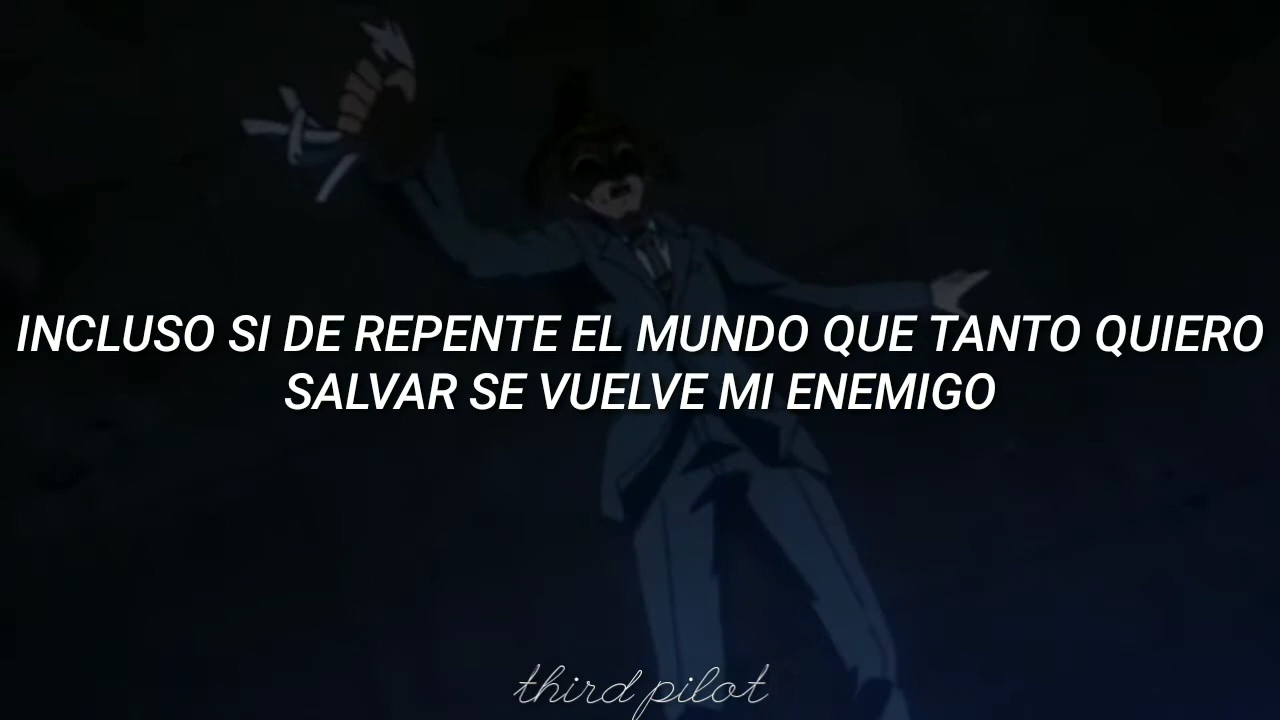 INCLUSO SI DE REPENTE EL MUNDO QUE TANTO QUIERO
SALVAR SE VUELVE MI ENEMIGO
third pilot